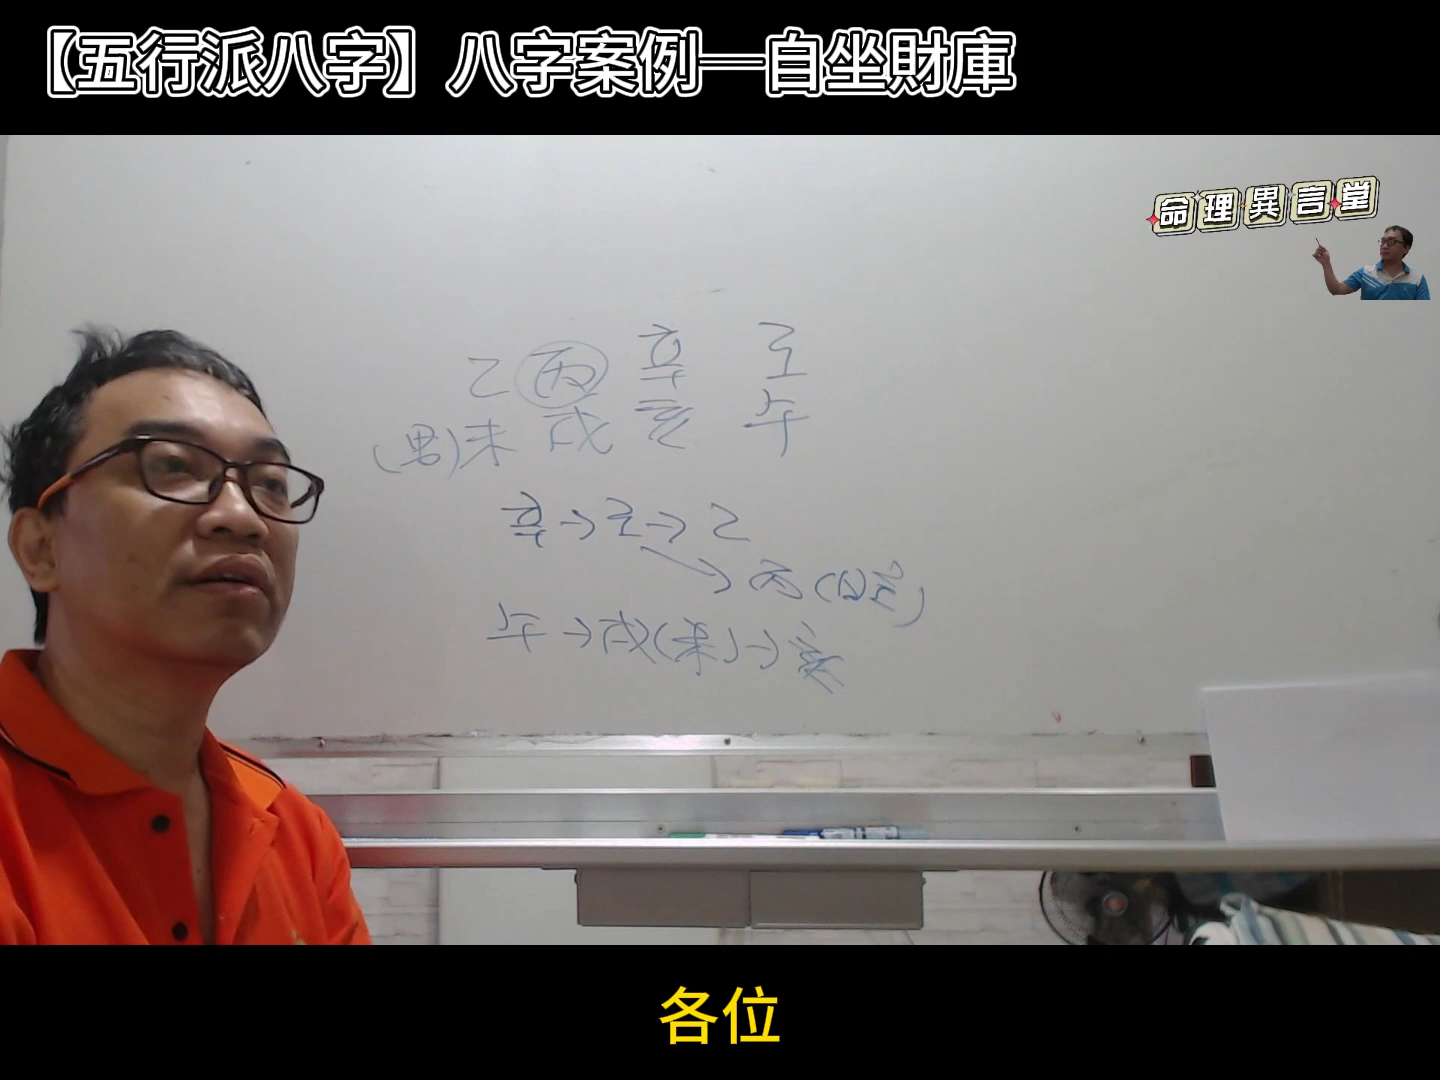 【五行派八字】八字案例—自坐財庫
命理異言堂
乙 丙 辛 壬
(男)未 戌 亥 午
辛→壬→乙
→丙(日主)
午→戌(未)→亥
各位